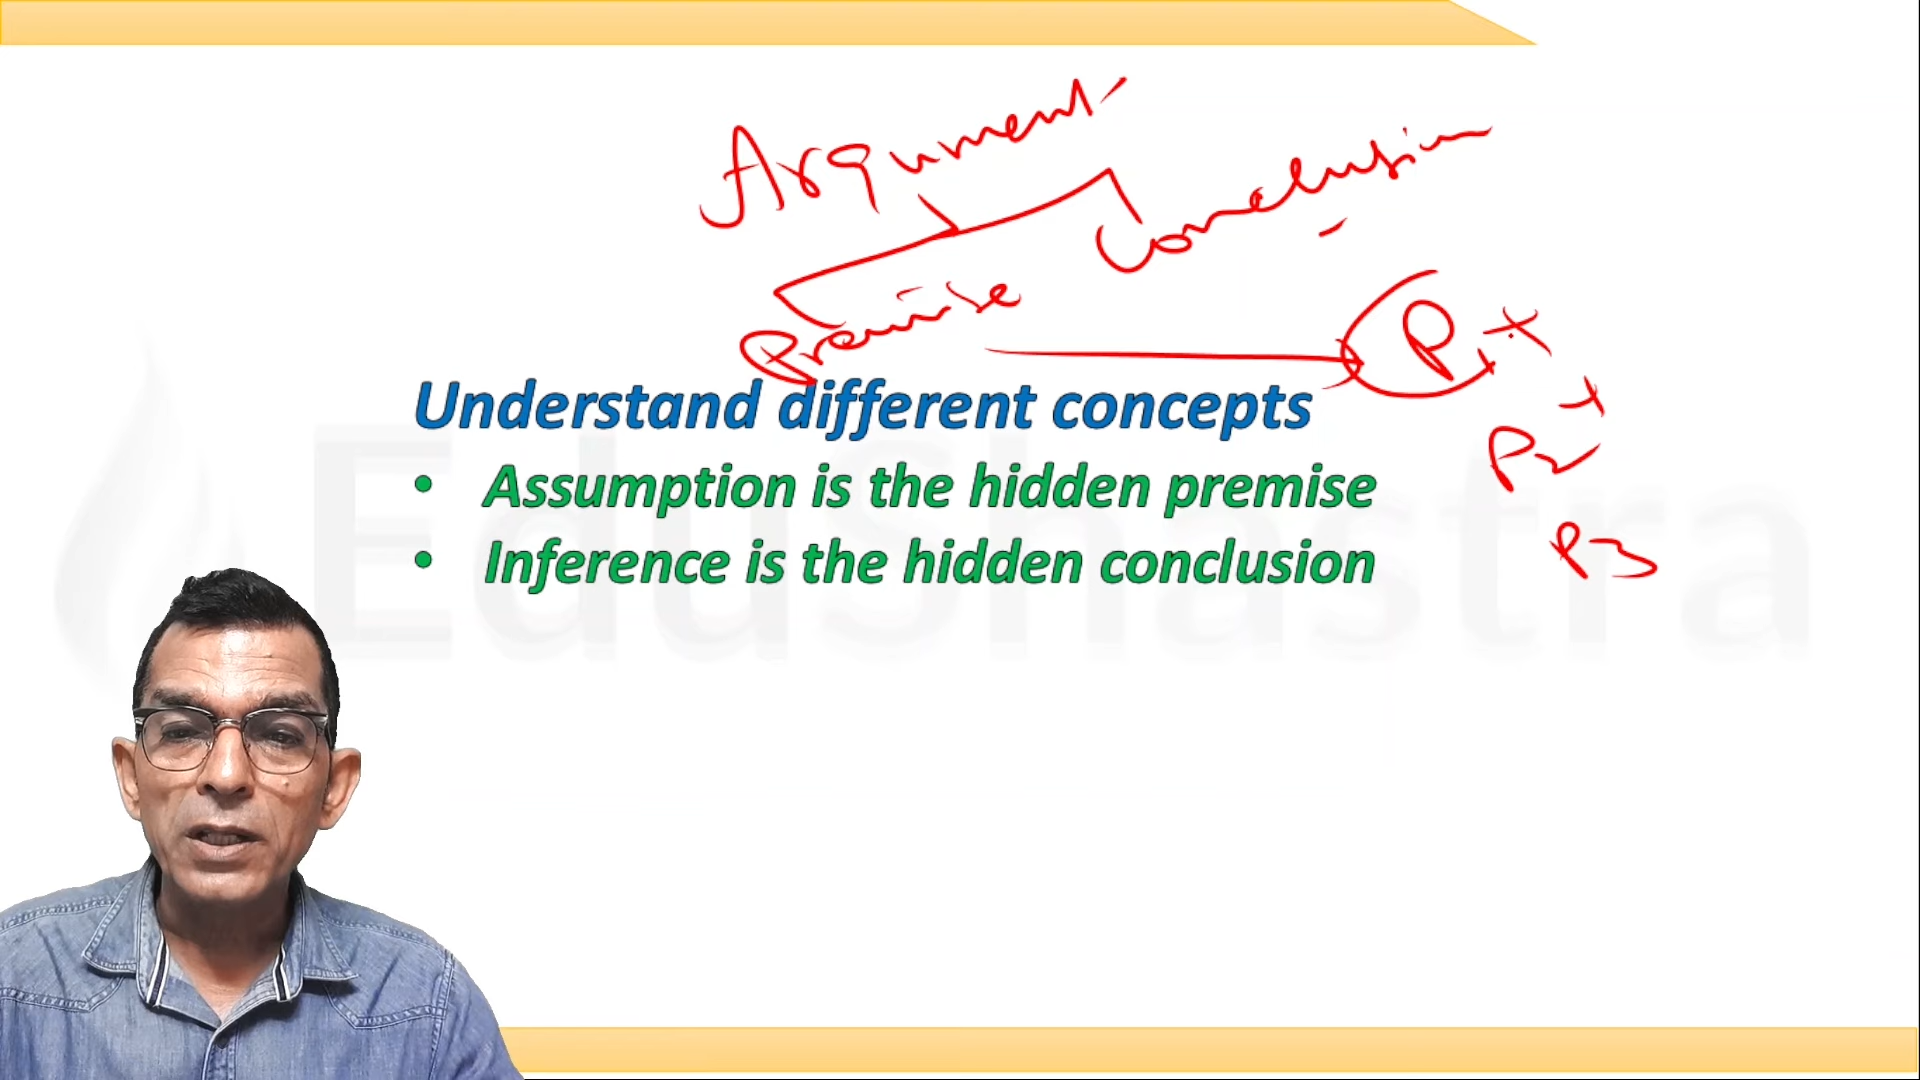 Argument
Conclusion
Premise
P1 +
+
Understand different concepts
P2
• Assumption is the hidden premise
P3
• Inference is the hidden conclusion
EduShastra